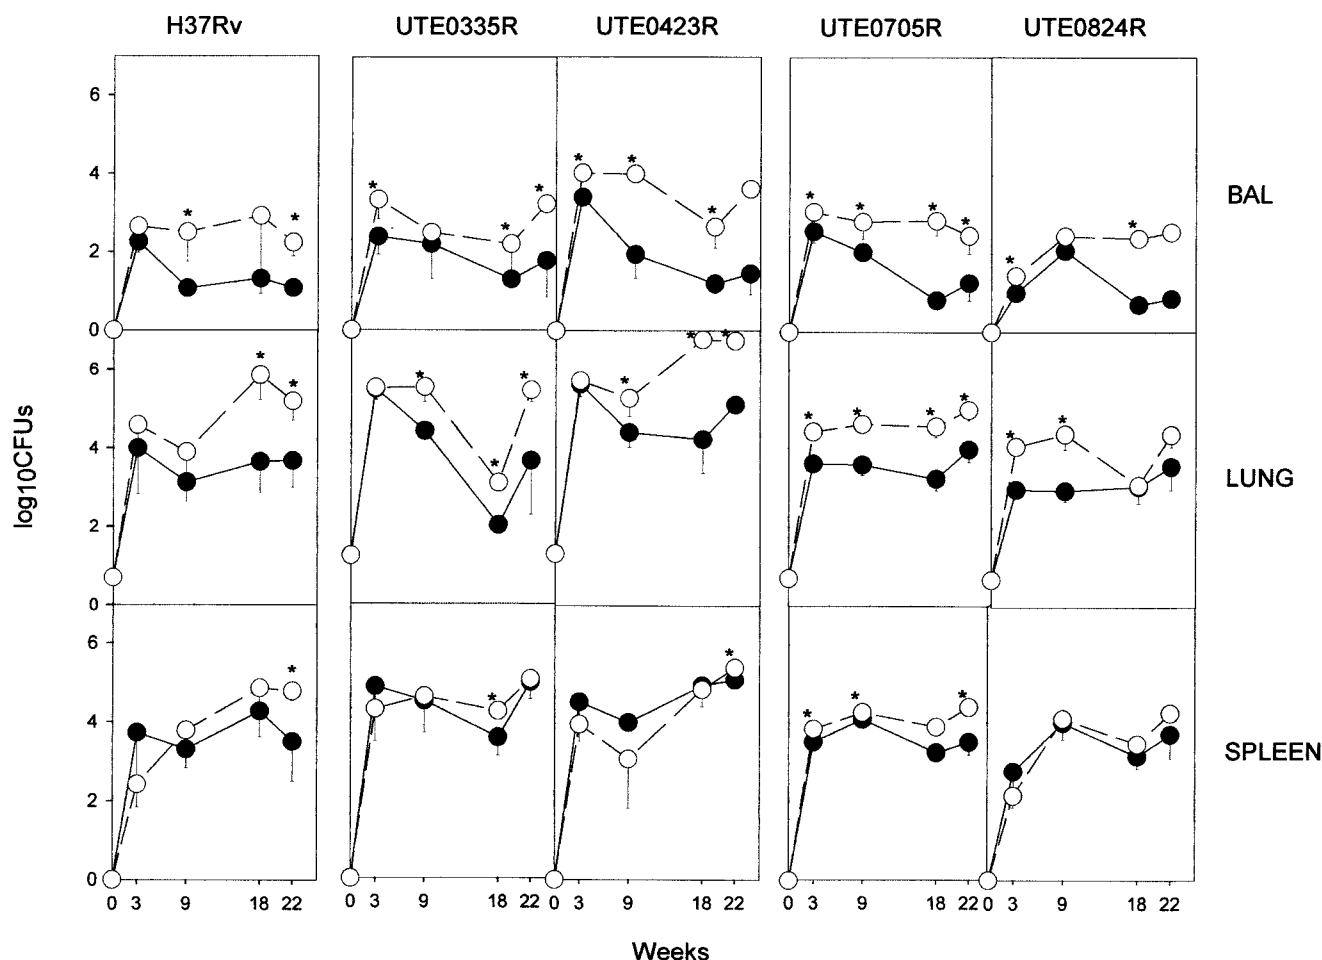 H37Rv UTE0335R UTE0423R UTE0705R UTE0824R
6
4
2
0
BAL
* * * * * * * * * * * * * * *
6
4
2
0
LUNG
* * * * * * * * * * * * * *
6
4
2
0
SPLEEN
* * * * * *
log10CFUs
0 3 9 18 22 0 3 9 18 22 0 3 9 18 22 0 3 9 18 22 0 3 9 18 22
Weeks